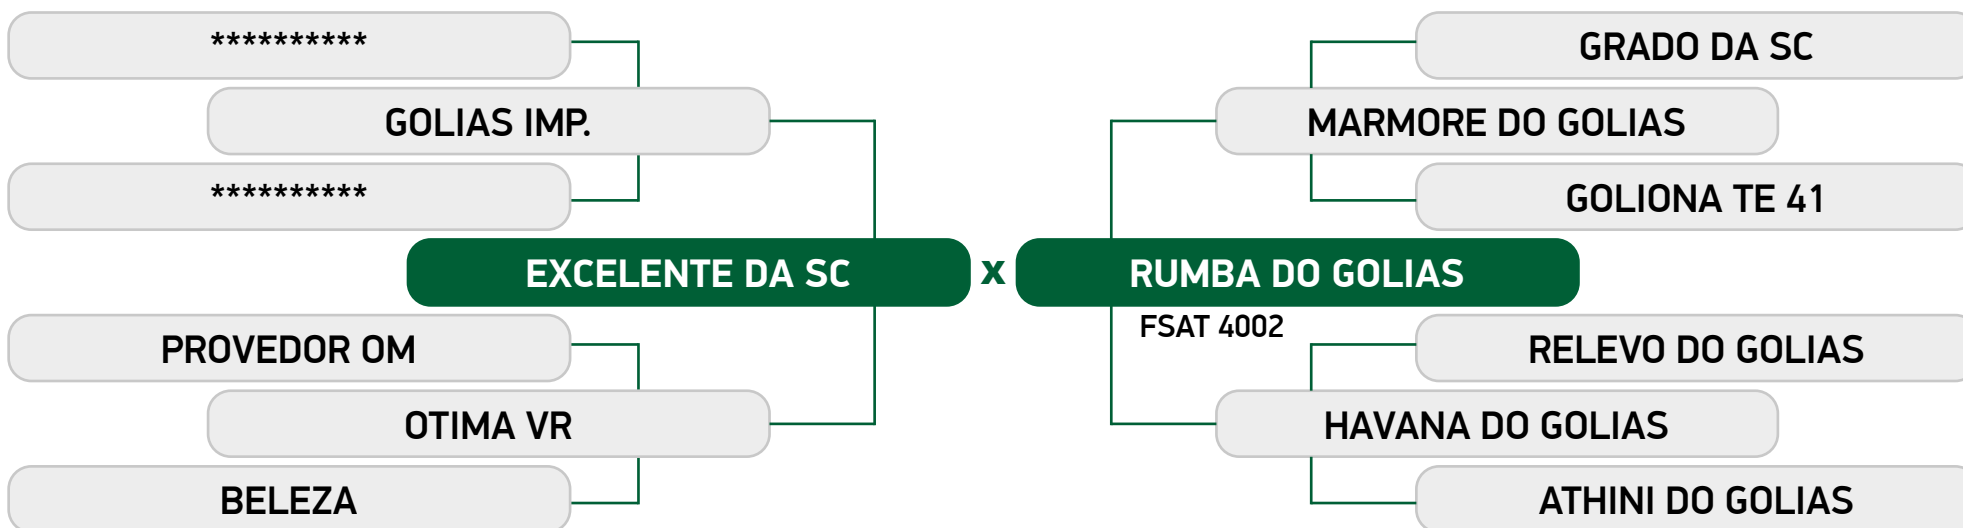 **********
GOLIAS IMP.
**********
EXCELENTE DA SC
PROVEDOR OM
OTIMA VR
BELEZA
x
GRADO DA SC
MARMORE DO GOLIAS
GOLIONA TE 41
RUMBA DO GOLIAS
FSAT 4002
RELEVO DO GOLIAS
HAVANA DO GOLIAS
ATHINI DO GOLIAS